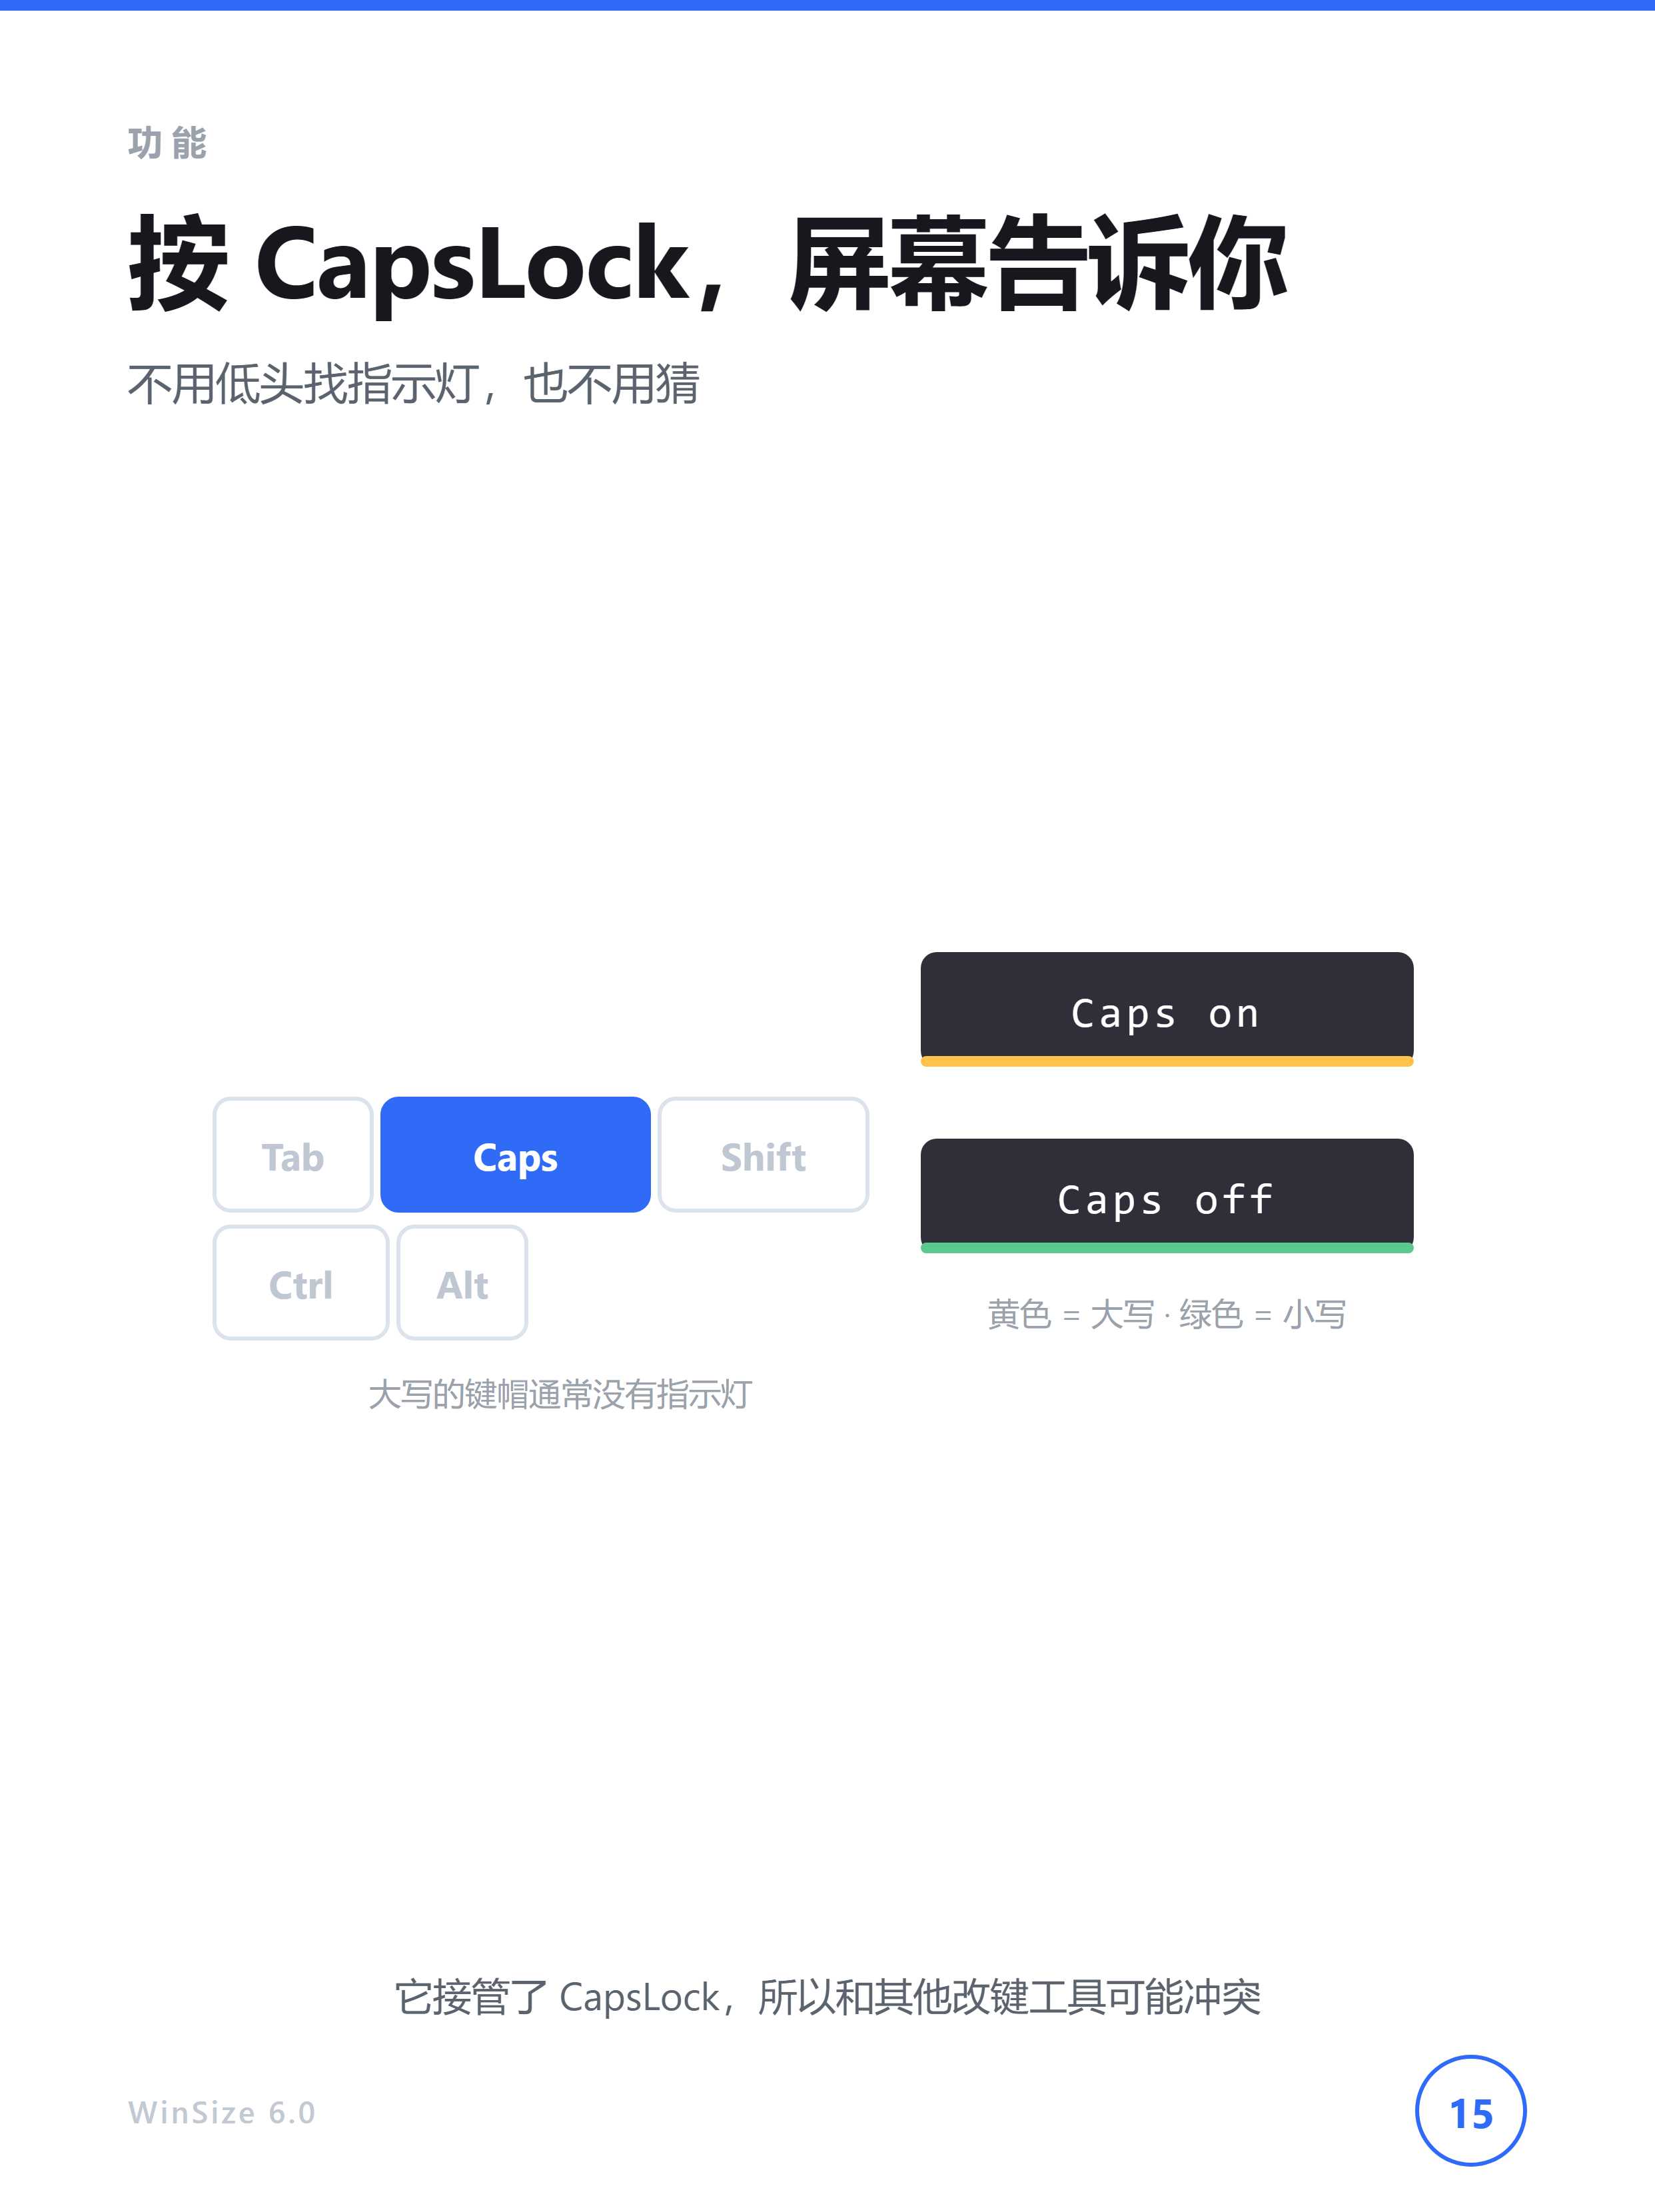 功能
按 CapsLock，屏幕告诉你
不用低头找指示灯，也不用猜
Tab Caps Shift
Ctrl Alt
大写的键帽通常没有指示灯
Caps on
Caps off
黄色 = 大写 · 绿色 = 小写
它接管了 CapsLock，所以和其他改键工具可能冲突
WinSize 6.0
15